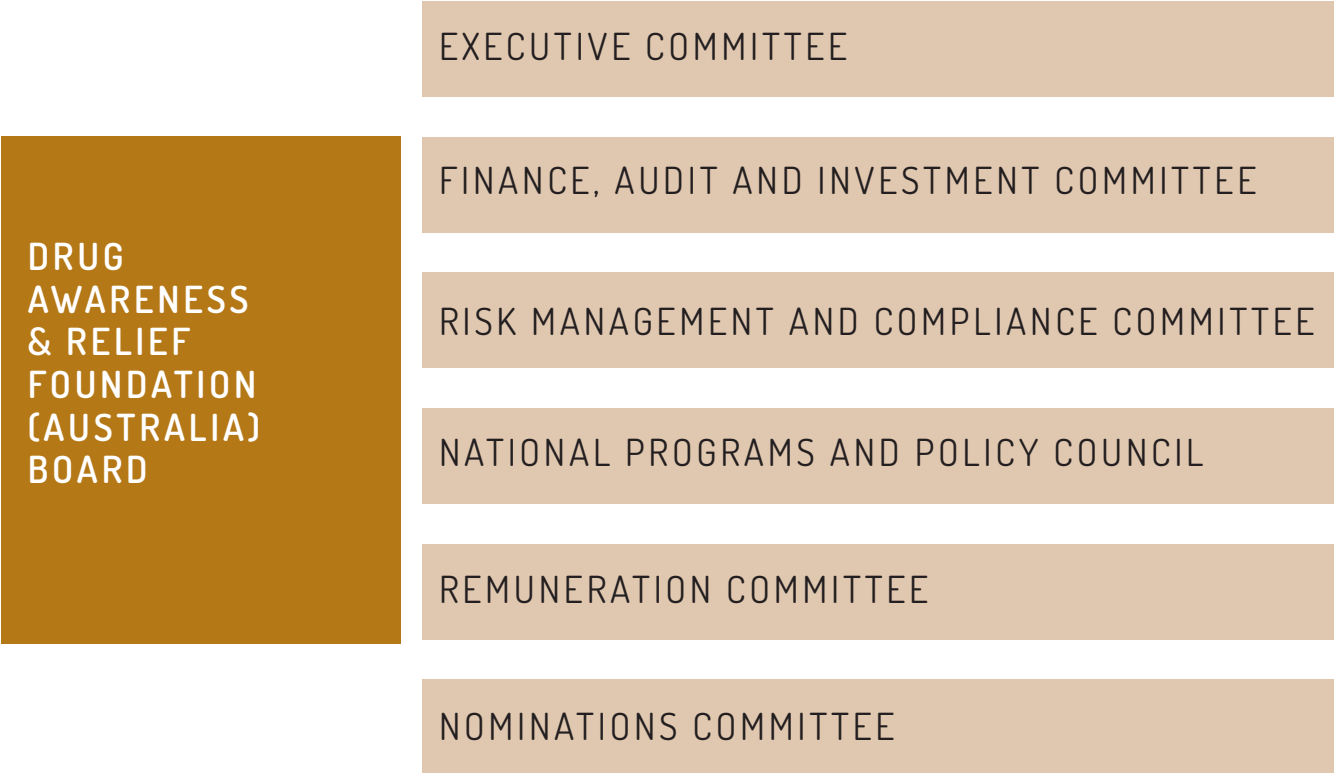 EXECUTIVE COMMITTEE
FINANCE, AUDIT AND INVESTMENT COMMITTEE
DRUG
AWARENESS
& RELIEF
FOUNDATION
(AUSTRALIA)
BOARD
RISK MANAGEMENT AND COMPLIANCE COMMITTEE
NATIONAL PROGRAMS AND POLICY COUNCIL
REMUNERATION COMMITTEE
NOMINATIONS COMMITTEE